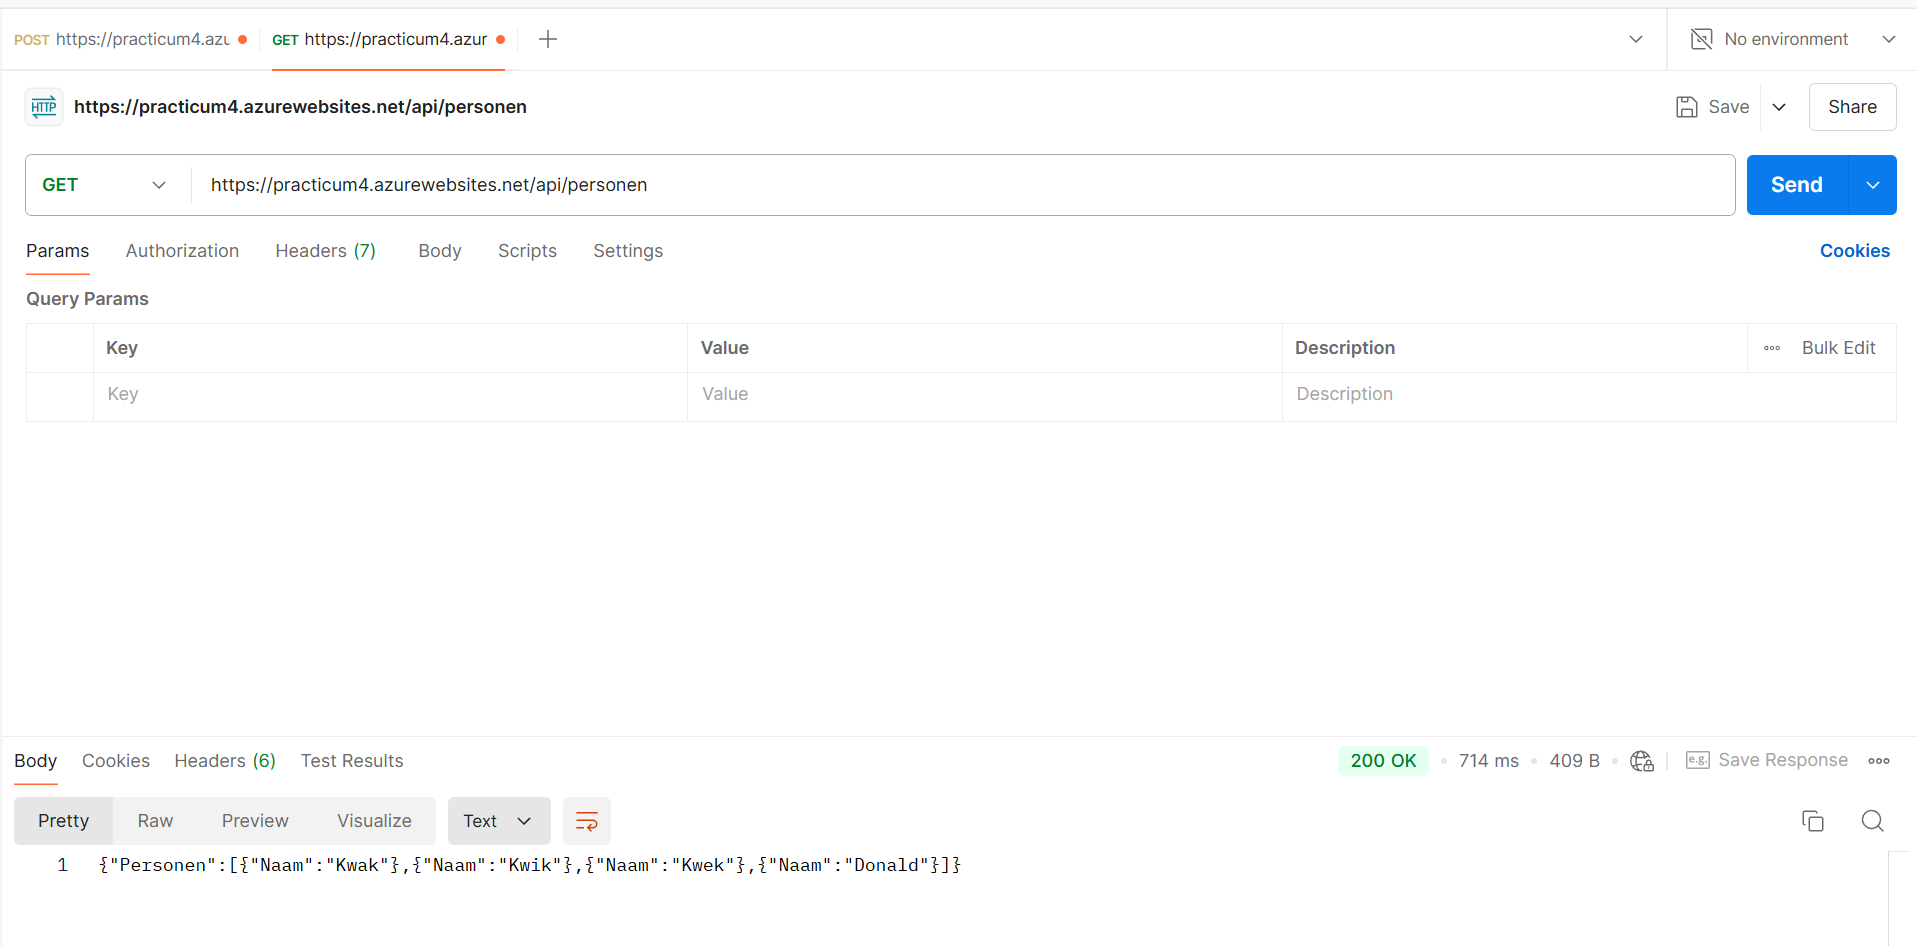 POST https://practicum4.azu GET https://practicum4.azur No environment
HTTP https://practicum4.azurewebsites.net/api/personen Save Share
GET https://practicum4.azurewebsites.net/api/personen Send
Params Authorization Headers (7) Body Scripts Settings Cookies
Query Params
Key Value Description Bulk Edit
Key Value Description
Body Cookies Headers (6) Test Results 200 OK 714 ms 409 B e.g. Save Response
Pretty Raw Preview Visualize Text
1 {"Personen":[{"Naam":"Kwak"},{"Naam":"Kwik"},{"Naam":"Kwek"},{"Naam":"Donald"}]}